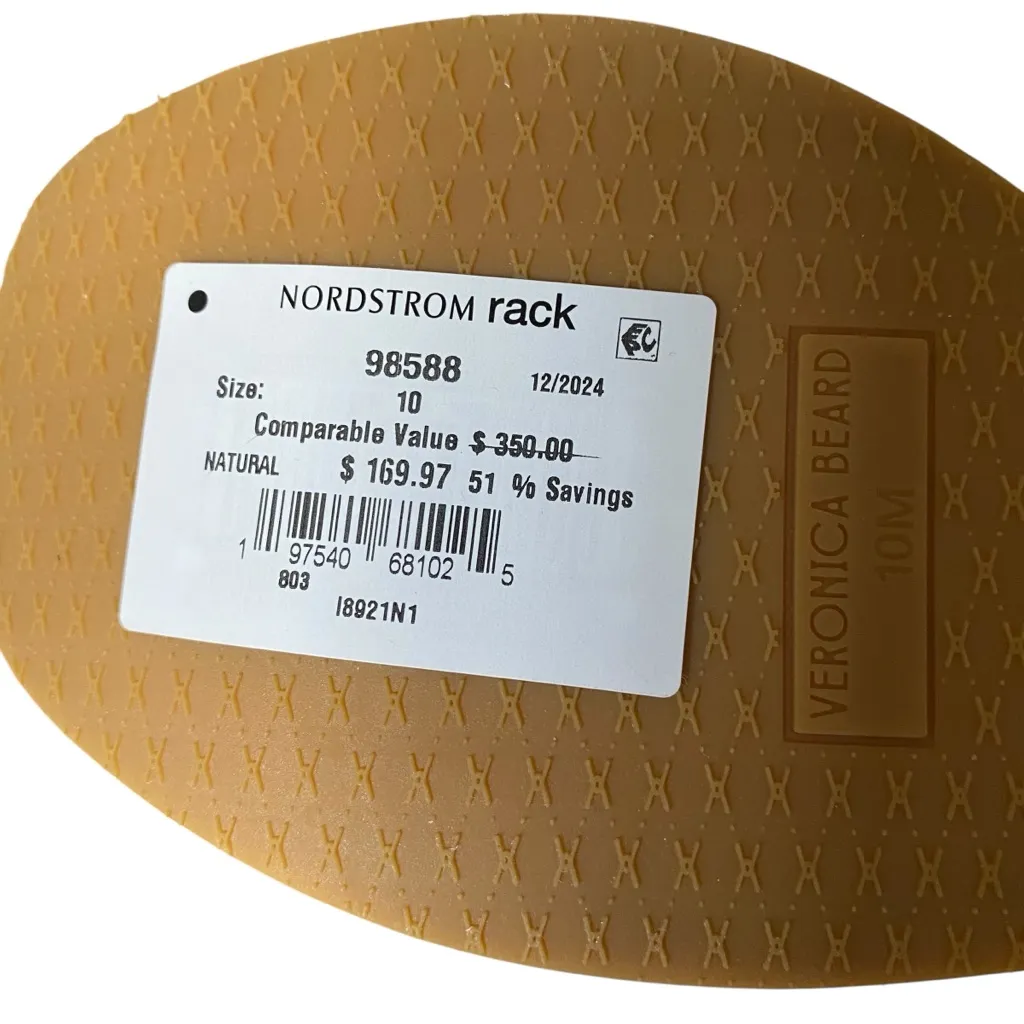 NORDSTROM rack
98588 12/2024
Size: 10
Comparable Value $ 350.00
NATURAL $ 169.97 51 % Savings
1 97540 68102 5
803
I8921N1
VERONICA BEARD
10M